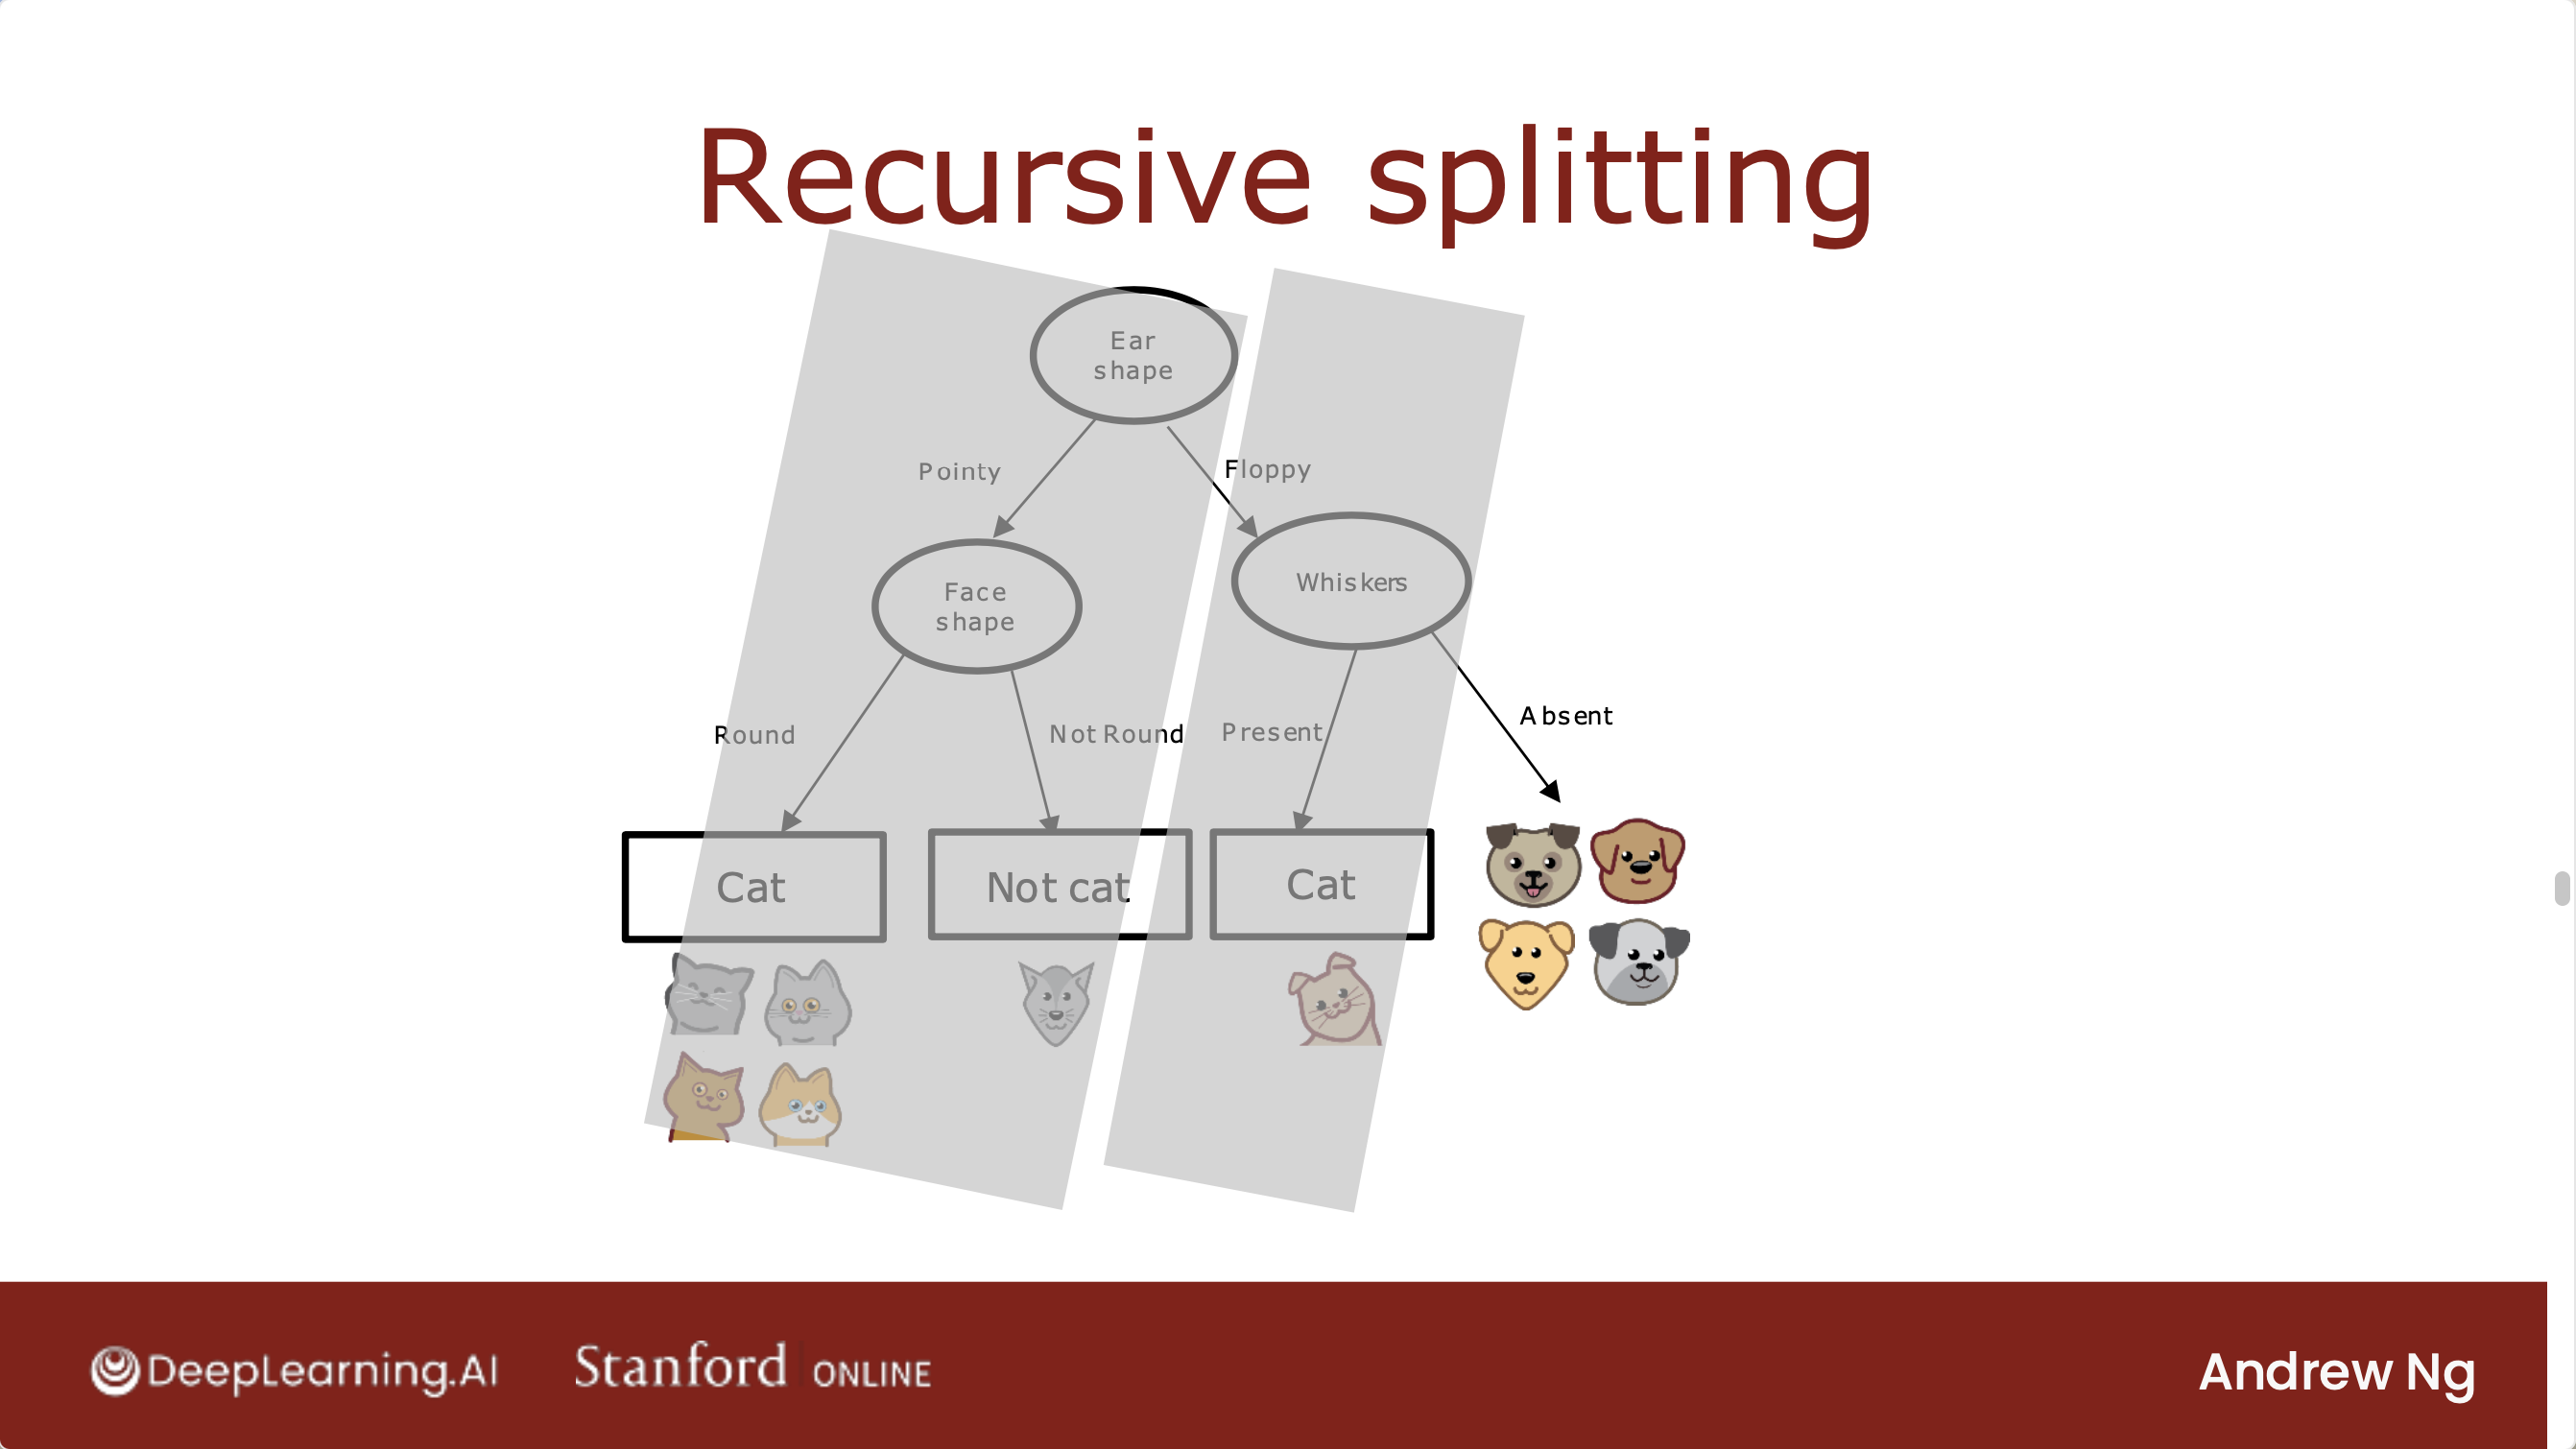 Recursive splitting
Ear
shape
Pointy
Floppy
Face
shape
Whiskers
Round
Not Round
Present
Absent
Cat
Not cat
Cat
DeepLearning.AI
Stanford ONLINE
Andrew Ng